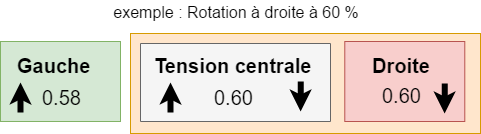 exemple : Rotation à droite à 60 %
Gauche
0.58
Tension centrale
0.60
Droite
0.60